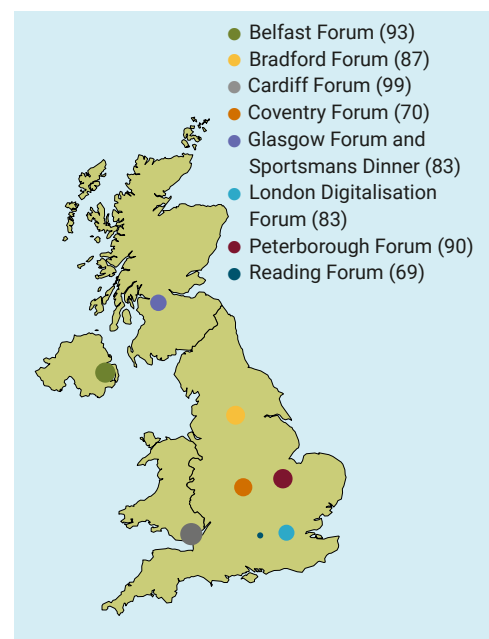 Belfast Forum (93)
Bradford Forum (87)
Cardiff Forum (99)
Coventry Forum (70)
Glasgow Forum and
Sportsmans Dinner (83)
London Digitalisation
Forum (83)
Peterborough Forum (90)
Reading Forum (69)